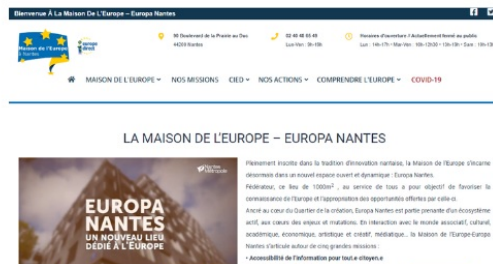 Bienvenue À La Maison De L'Europe – Europa Nantes
Maison de l'Europe
à Nantes
europe
direct
90 Boulevard de la Prairie au Duc
44200 Nantes
02 40 48 65 49
Lun-Ven : 9h-18h
Horaires d'ouverture / Actuellement fermé au public
MAISON DE L'EUROPE
NOS MISSIONS
CIED
NOS ACTIONS
COMPRENDRE L'EUROPE
COVID-19
LA MAISON DE L'EUROPE – EUROPA NANTES
Nantes
Métropole
EUROPA
NANTES
UN NOUVEAU LIEU
DÉDIÉ À L'EUROPE
Pleinement inscrite dans la tradition d'innovation nantaise, la Maison de l'Europe s'incarne
désormais dans un nouvel espace ouvert et dynamique : Europa Nantes.
Fédérateur, ce lieu de 1000m² , au service de tous a pour objectif de favoriser la
connaissance de l'Europe et l'appropriation des opportunités offertes par celle-ci.
Ancré au cœur du Quartier de la création, Europa Nantes est partie prenante d'un écosystème
actif, aux cœurs des enjeux et mutations. En interaction avec le monde associatif, culturel,
académique, économique, artistique et créatif, médiatique... la Maison de l'Europe-Europa
Nantes s'articule autour de cinq grandes missions :
• Accessibilité de l'information pour tout.e citoyen.e